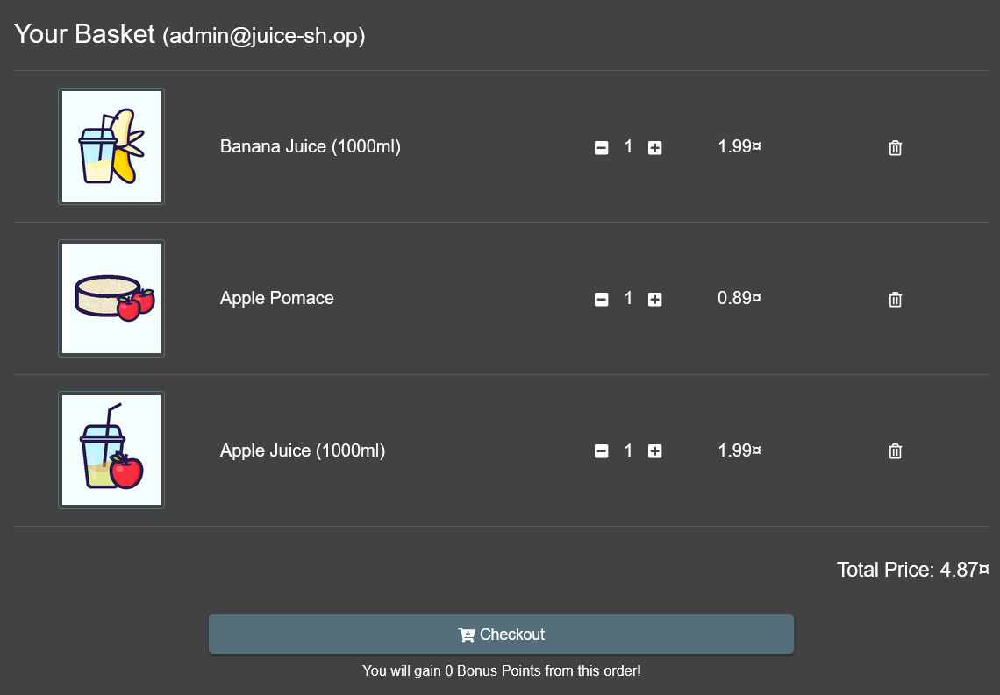 Your Basket (admin@juice-sh.op)
Banana Juice (1000ml) 1 1.99¤
Apple Pomace 1 0.89¤
Apple Juice (1000ml) 1 1.99¤
Total Price: 4.87¤
Checkout
You will gain 0 Bonus Points from this order!